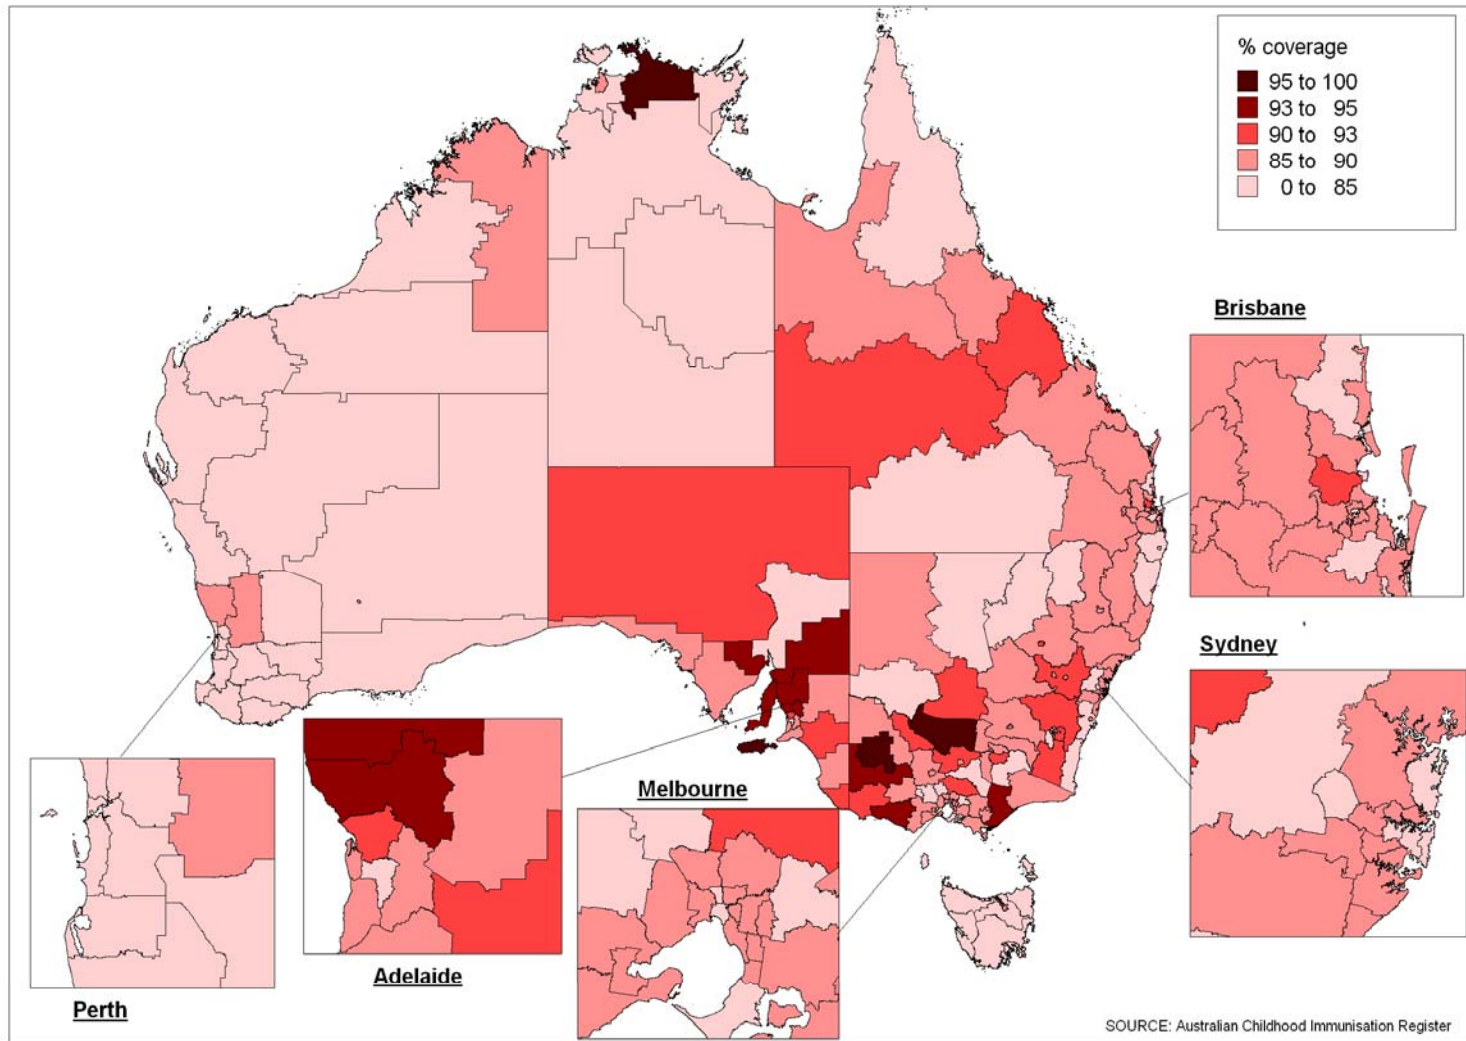 % coverage
95 to 100
93 to 95
90 to 93
85 to 90
0 to 85
Brisbane
Sydney
Melbourne
Adelaide
Perth
SOURCE: Australian Childhood Immunisation Register